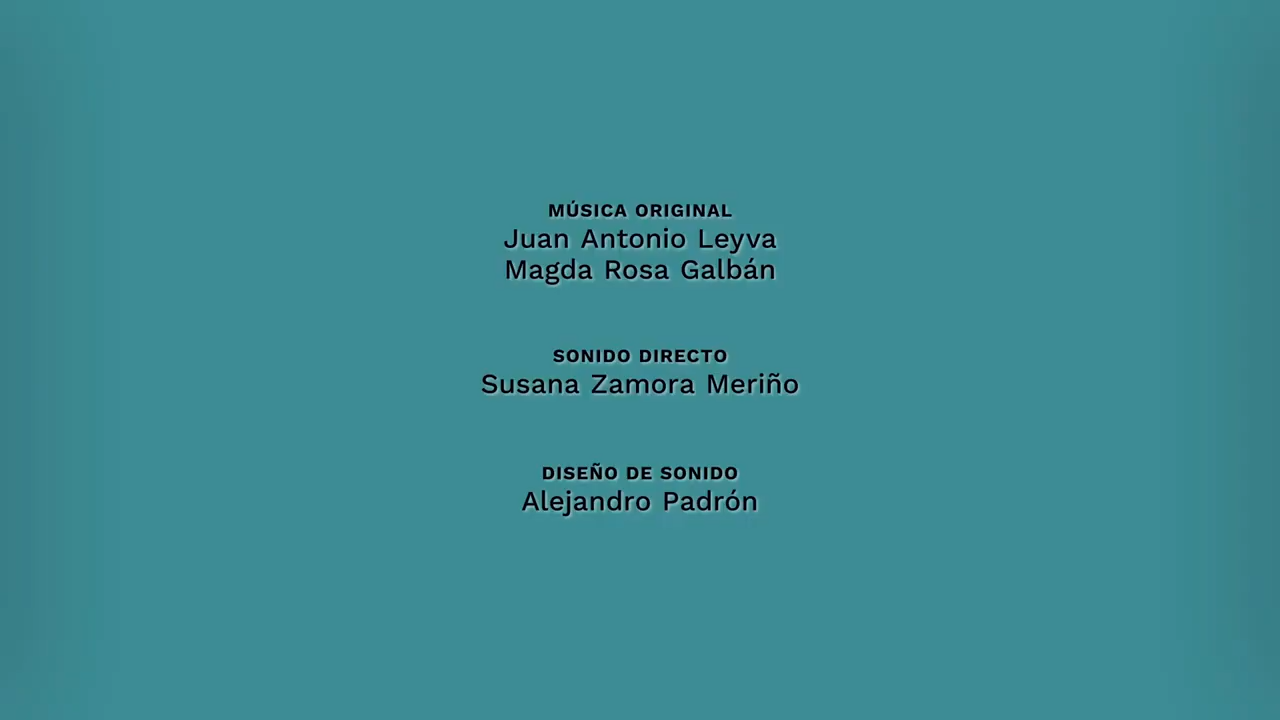 MÚSICA ORIGINAL
Juan Antonio Leyva
Magda Rosa Galbán
SONIDO DIRECTO
Susana Zamora Meriño
DISEÑO DE SONIDO
Alejandro Padrón